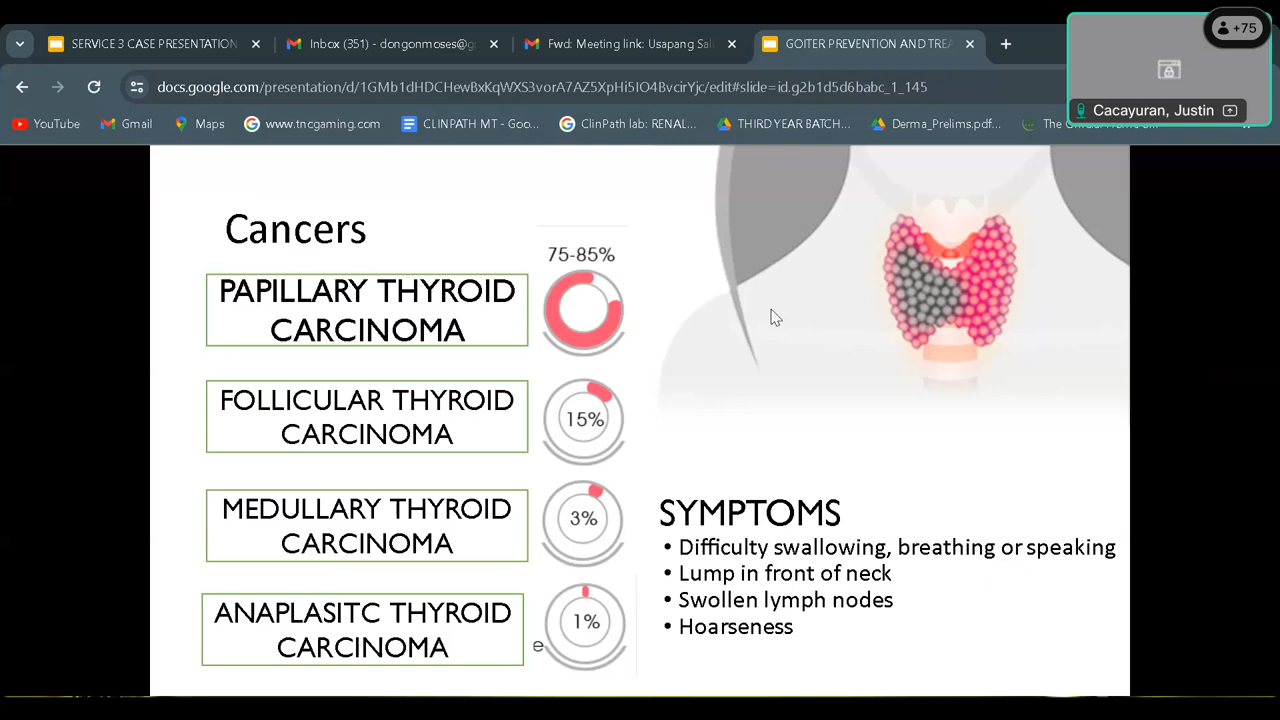 SERVICE 3 CASE PRESENTATION
Inbox (351) - dongonmoses@g
Fwd: Meeting link: Usapang Sal
GOITER PREVENTION AND TREA
+75
docs.google.com/presentation/d/1GMb1dHDCHewBxKqWXS3vorA7AZ5XpHi5IO4BvcirYjc/edit#slide=id.g2b1d5d6babc_1_145
Cacayuran, Justin
YouTube
Gmail
Maps
www.tncgaming.com
CLINPATH MT - Goo...
ClinPath lab: RENAL...
THIRD YEAR BATCH...
Derma_Prelims.pdf...
Cancers
75-85%
PAPILLARY THYROID
CARCINOMA
FOLLICULAR THYROID
CARCINOMA
15%
MEDULLARY THYROID
CARCINOMA
3%
ANAPLASITC THYROID
CARCINOMA
e
1%
SYMPTOMS
• Difficulty swallowing, breathing or speaking
• Lump in front of neck
• Swollen lymph nodes
• Hoarseness